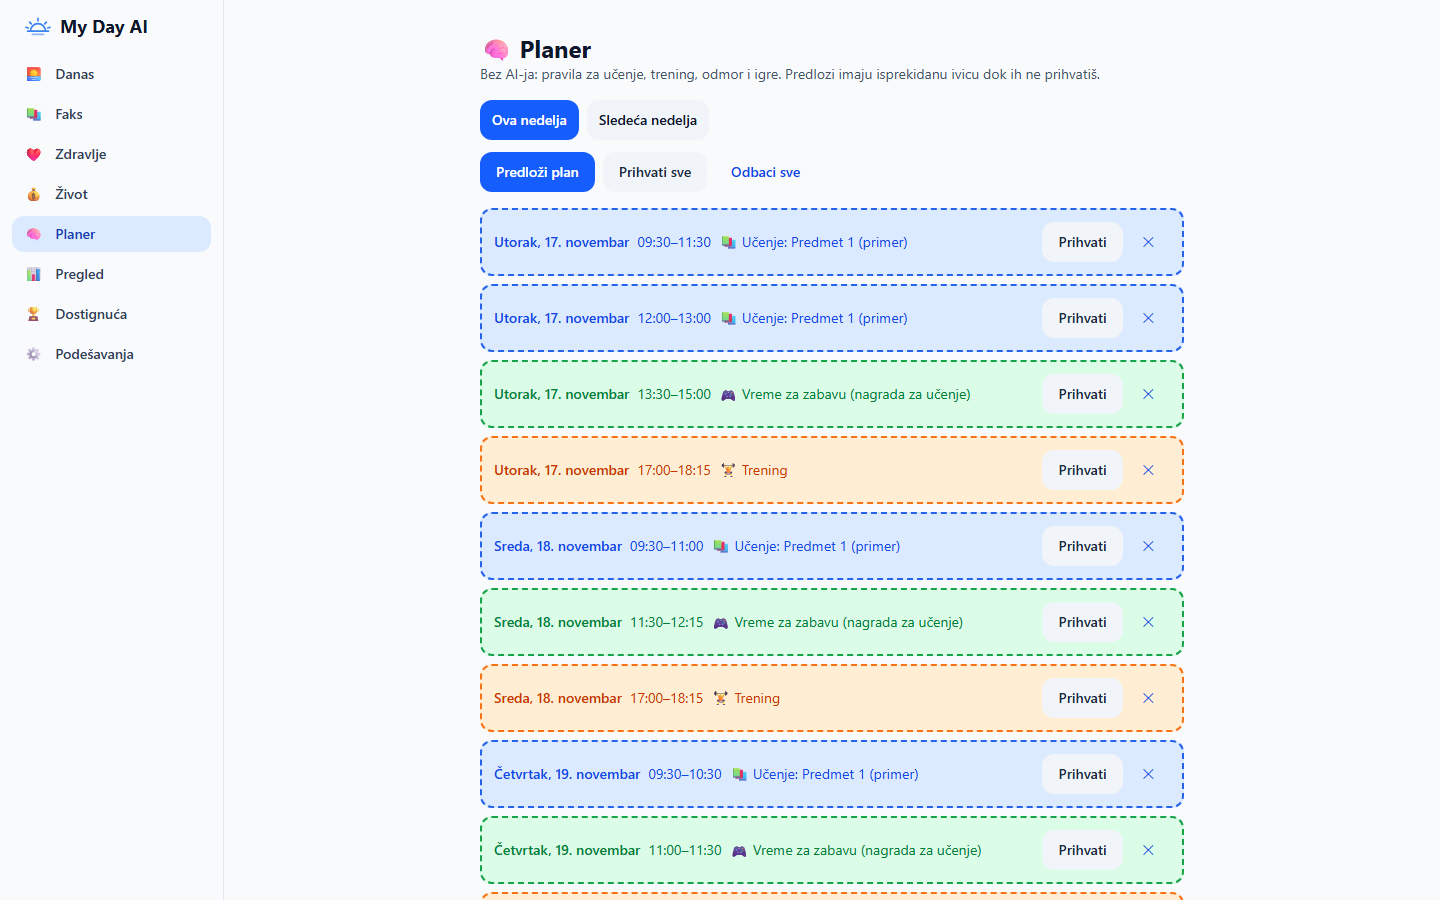 My Day AI
Danas
Faks
Zdravlje
Život
Planer
Pregled
Dostignuća
Podešavanja
Planer
Bez AI-ja: pravila za učenje, trening, odmor i igre. Predlozi imaju isprekidanu ivicu dok ih ne prihvatiš.
Ova nedelja Sledeća nedelja
Predloži plan Prihvati sve Odbaci sve
Utorak, 17. novembar 09:30–11:30 Učenje: Predmet 1 (primer) Prihvati
Utorak, 17. novembar 12:00–13:00 Učenje: Predmet 1 (primer) Prihvati
Utorak, 17. novembar 13:30–15:00 Vreme za zabavu (nagrada za učenje) Prihvati
Utorak, 17. novembar 17:00–18:15 Trening Prihvati
Sreda, 18. novembar 09:30–11:00 Učenje: Predmet 1 (primer) Prihvati
Sreda, 18. novembar 11:30–12:15 Vreme za zabavu (nagrada za učenje) Prihvati
Sreda, 18. novembar 17:00–18:15 Trening Prihvati
Četvrtak, 19. novembar 09:30–10:30 Učenje: Predmet 1 (primer) Prihvati
Četvrtak, 19. novembar 11:00–11:30 Vreme za zabavu (nagrada za učenje) Prihvati